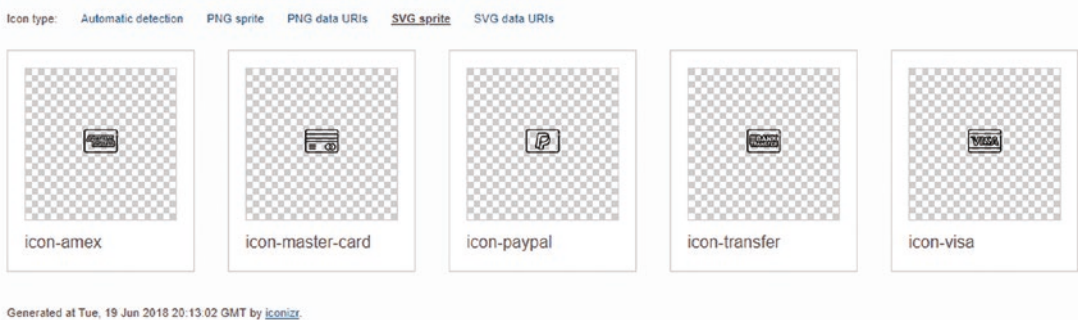 Icon type: Automatic detection PNG sprite PNG data URIs SVG sprite SVG data URIs
VISA
icon-amex icon-master-card icon-paypal icon-transfer icon-visa
Generated at Tue, 19 Jun 2018 20:13:02 GMT by iconizr.